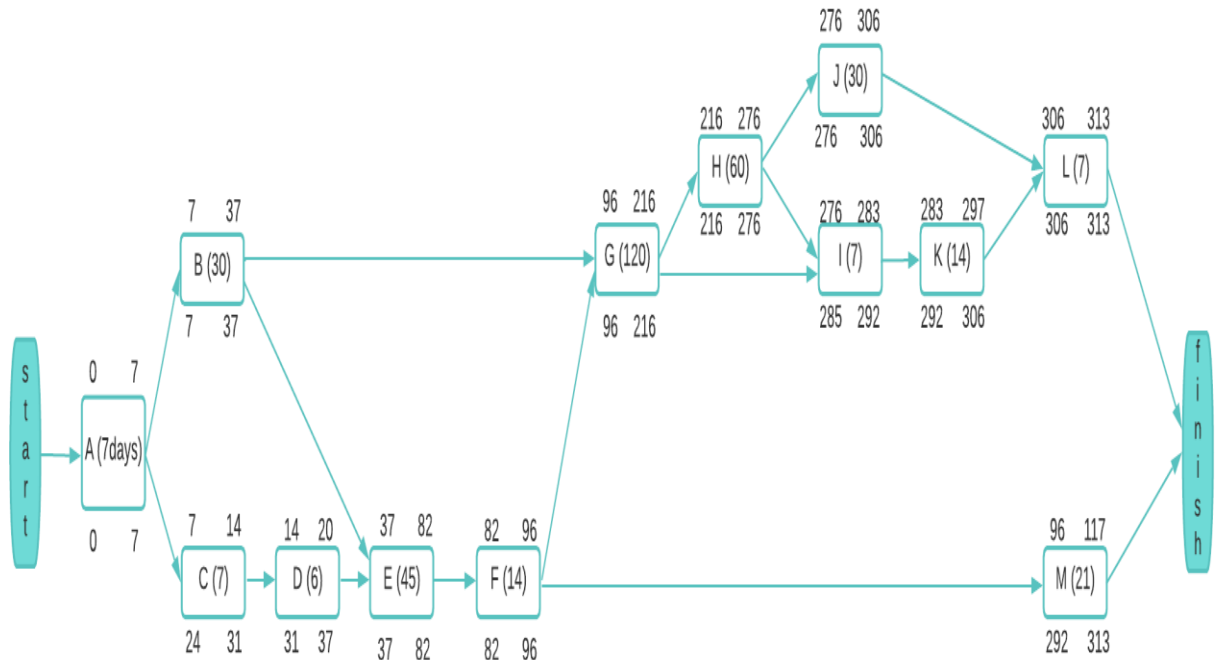 276 306
J (30)
276 306
216 276
H (60)
216 276
306 313
L (7)
306 313
7 37
B (30)
7 37
96 216
G (120)
96 216
276 283
I (7)
285 292
283 297
K (14)
292 306
start
0 7
A (7days)
0 7
finish
7 14
C (7)
24 31
14 20
D (6)
31 37
37 82
E (45)
37 82
82 96
F (14)
82 96
96 117
M (21)
292 313